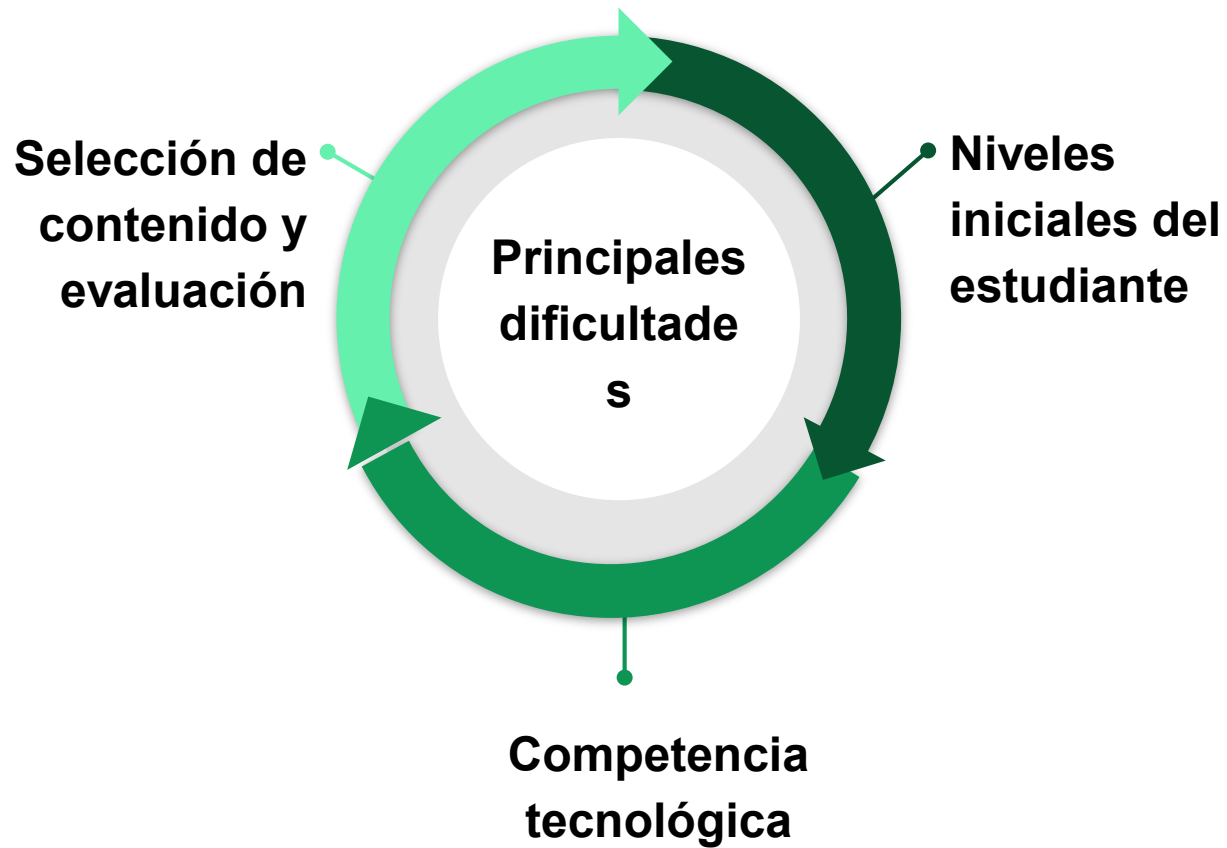 Selección de
contenido y
evaluación
Principales
dificultade
s
Niveles
iniciales del
estudiante
Competencia
tecnológica